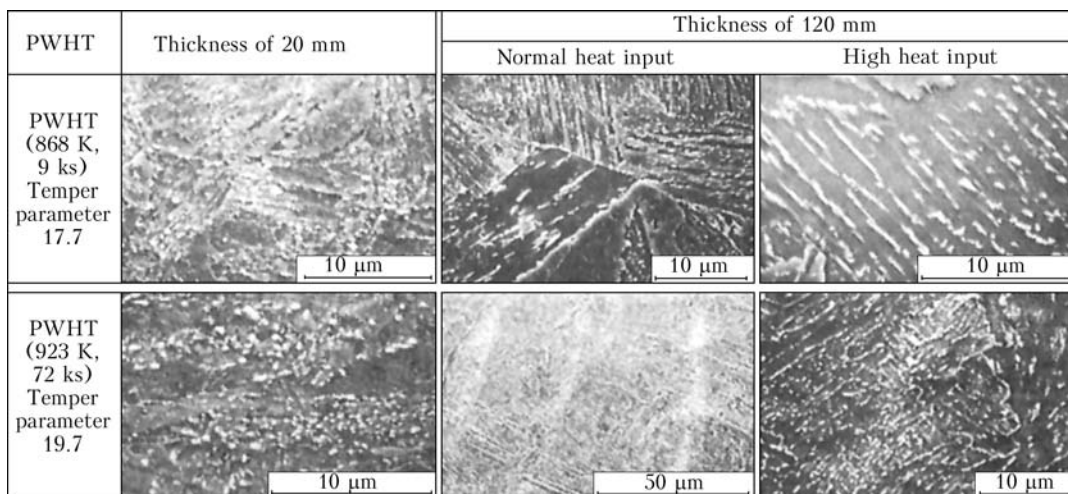 PWHT
Thickness of 20 mm
Thickness of 120 mm
Normal heat input
High heat input
PWHT
(868 K,
9 ks)
Temper
parameter
17.7
10 μm
10 μm
10 μm
PWHT
(923 K,
72 ks)
Temper
parameter
19.7
10 μm
50 μm
10 μm